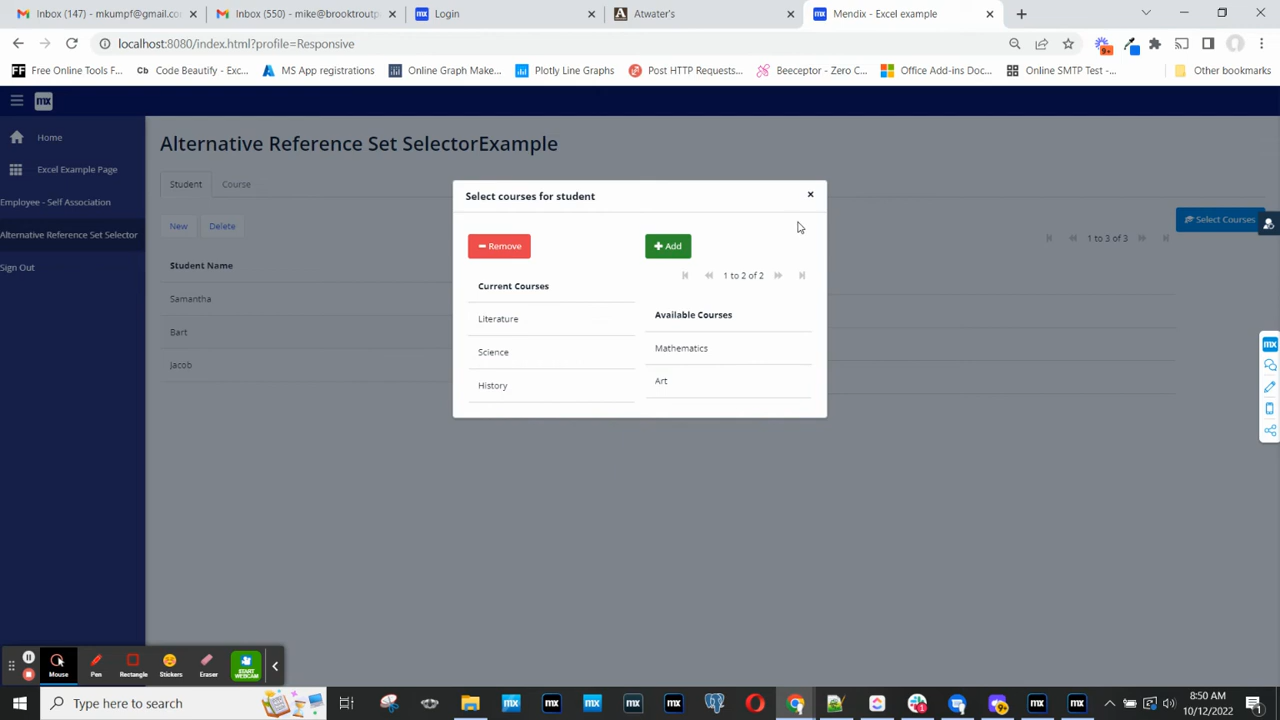 Inbox (147) - mkumpf@gmail.co
Inbox (550) - mike@brooktroutp
Login
Atwater's
Mendix - Excel example
localhost:8080/index.html?profile=Responsive
9+
FF Free Online Tools F...
Cb Code Beautify - Exc...
MS App registrations
Online Graph Make...
Plotly Line Graphs
Post HTTP Requests...
Beeceptor - Zero C...
Office Add-ins Doc...
Online SMTP Test -...
Other bookmarks
mx
Home
Excel Example Page
Employee - Self Association
Alternative Reference Set Selector
Sign Out
Alternative Reference Set SelectorExample
Student
Course
New
Delete
Select Courses
1 to 3 of 3
Student Name
Samantha
Bart
Jacob
Select courses for student
Remove
Add
1 to 2 of 2
Current Courses
Literature
Science
History
Available Courses
Mathematics
Art
mx
Mouse
Pen
Rectangle
Stickers
Eraser
START WEBCAM
Type here to search
8:50 AM
10/12/2022